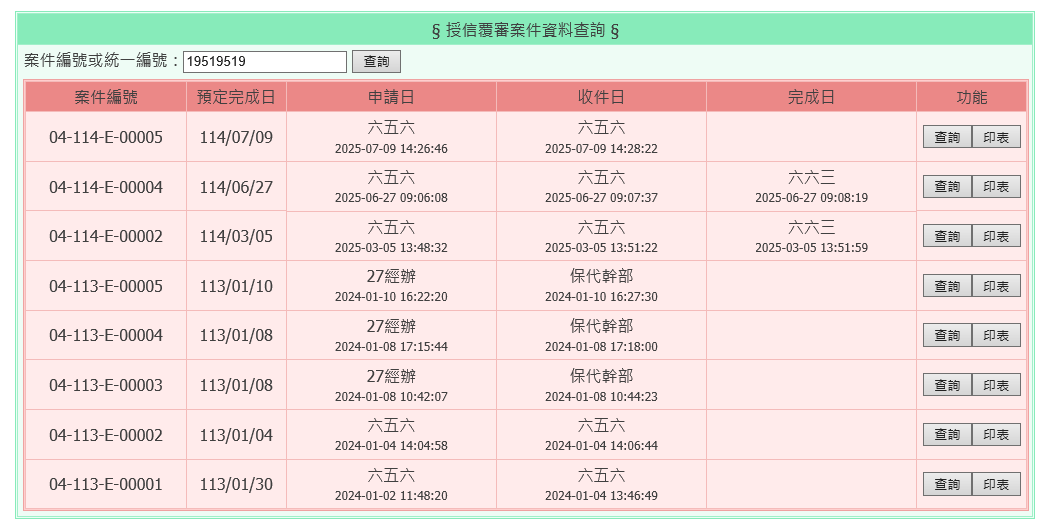 § 授信覆審案件資料查詢 §
案件編號或統一編號：19519519 查詢
案件編號 預定完成日 申請日 收件日 完成日 功能
04-114-E-00005 114/07/09 六五六 2025-07-09 14:26:46 六五六 2025-07-09 14:28:22 查詢 印表
04-114-E-00004 114/06/27 六五六 2025-06-27 09:06:08 六五六 2025-06-27 09:07:37 六六三 2025-06-27 09:08:19 查詢 印表
04-114-E-00002 114/03/05 六五六 2025-03-05 13:48:32 六五六 2025-03-05 13:51:22 六六三 2025-03-05 13:51:59 查詢 印表
04-113-E-00005 113/01/10 27經辦 2024-01-10 16:22:20 保代幹部 2024-01-10 16:27:30 查詢 印表
04-113-E-00004 113/01/08 27經辦 2024-01-08 17:15:44 保代幹部 2024-01-08 17:18:00 查詢 印表
04-113-E-00003 113/01/08 27經辦 2024-01-08 10:42:07 保代幹部 2024-01-08 10:44:23 查詢 印表
04-113-E-00002 113/01/04 六五六 2024-01-04 14:04:58 六五六 2024-01-04 14:06:44 查詢 印表
04-113-E-00001 113/01/30 六五六 2024-01-02 11:48:20 六五六 2024-01-04 13:46:49 查詢 印表